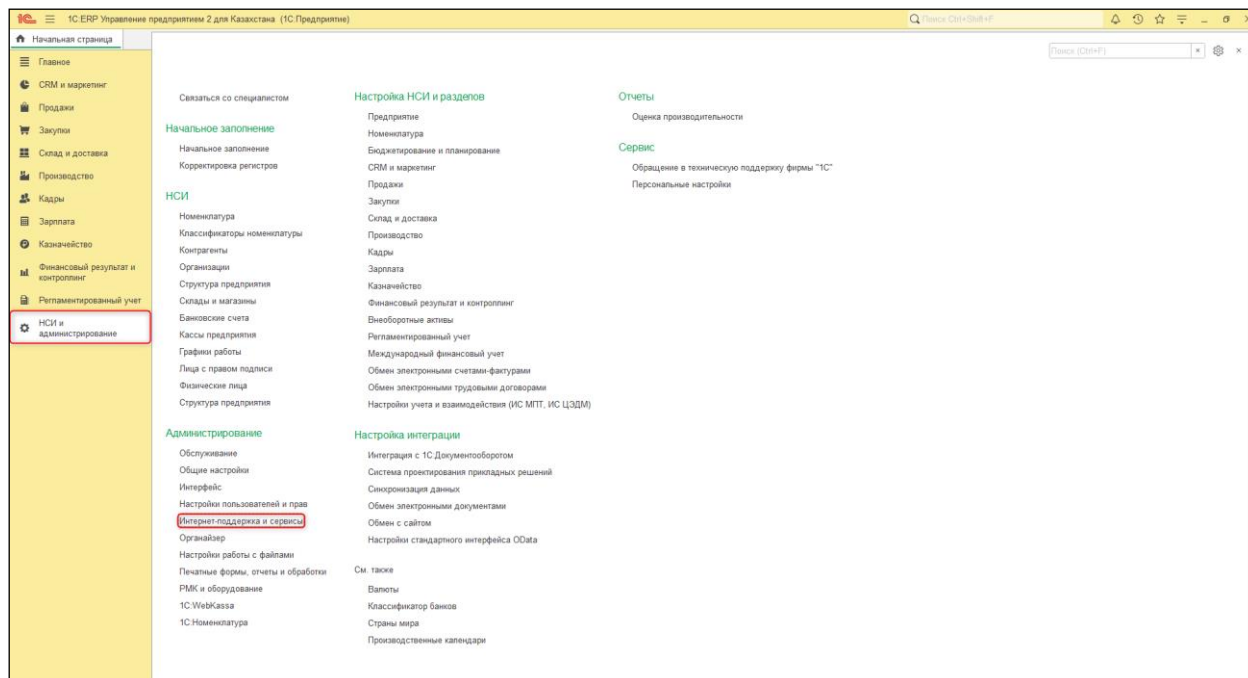 1С
1С:ERP Управление предприятием 2 для Казахстана (1С:Предприятие)
Поиск Ctrl+Shift+F
Начальная страница
Поиск (Ctrl+F)
Главное
CRM и маркетинг
Продажи
Закупки
Склад и доставка
Производство
Кадры
Зарплата
Казначейство
Финансовый результат и
контроллинг
Регламентированный учет
НСИ и
администрирование
Связаться со специалистом
Начальное заполнение
Начальное заполнение
Корректировка регистров
НСИ
Номенклатура
Классификаторы номенклатуры
Контрагенты
Организации
Структура предприятия
Склады и магазины
Банковские счета
Кассы предприятия
Графики работы
Лица с правом подписи
Физические лица
Структура предприятия
Администрирование
Обслуживание
Общие настройки
Интерфейс
Настройки пользователей и прав
Интернет-поддержка и сервисы
Органайзер
Настройки работы с файлами
Печатные формы, отчеты и обработки
РМК и оборудование
1С:WebKassa
1С:Номенклатура
Настройка НСИ и разделов
Предприятие
Номенклатура
Бюджетирование и планирование
CRM и маркетинг
Продажи
Закупки
Склад и доставка
Производство
Кадры
Зарплата
Казначейство
Финансовый результат и контроллинг
Внеоборотные активы
Регламентированный учет
Международный финансовый учет
Обмен электронными счетами-фактурами
Обмен электронными трудовыми договорами
Настройки учета и взаимодействия (ИС МПТ, ИС ЦЭДМ)
Настройка интеграции
Интеграция с 1С:Документооборотом
Система проектирования прикладных решений
Синхронизация данных
Обмен электронными документами
Обмен с сайтом
Настройки стандартного интерфейса OData
См. также
Валюты
Классификатор банков
Страны мира
Производственные календари
Отчеты
Оценка производительности
Сервис
Обращение в техническую поддержку фирмы "1С"
Персональные настройки